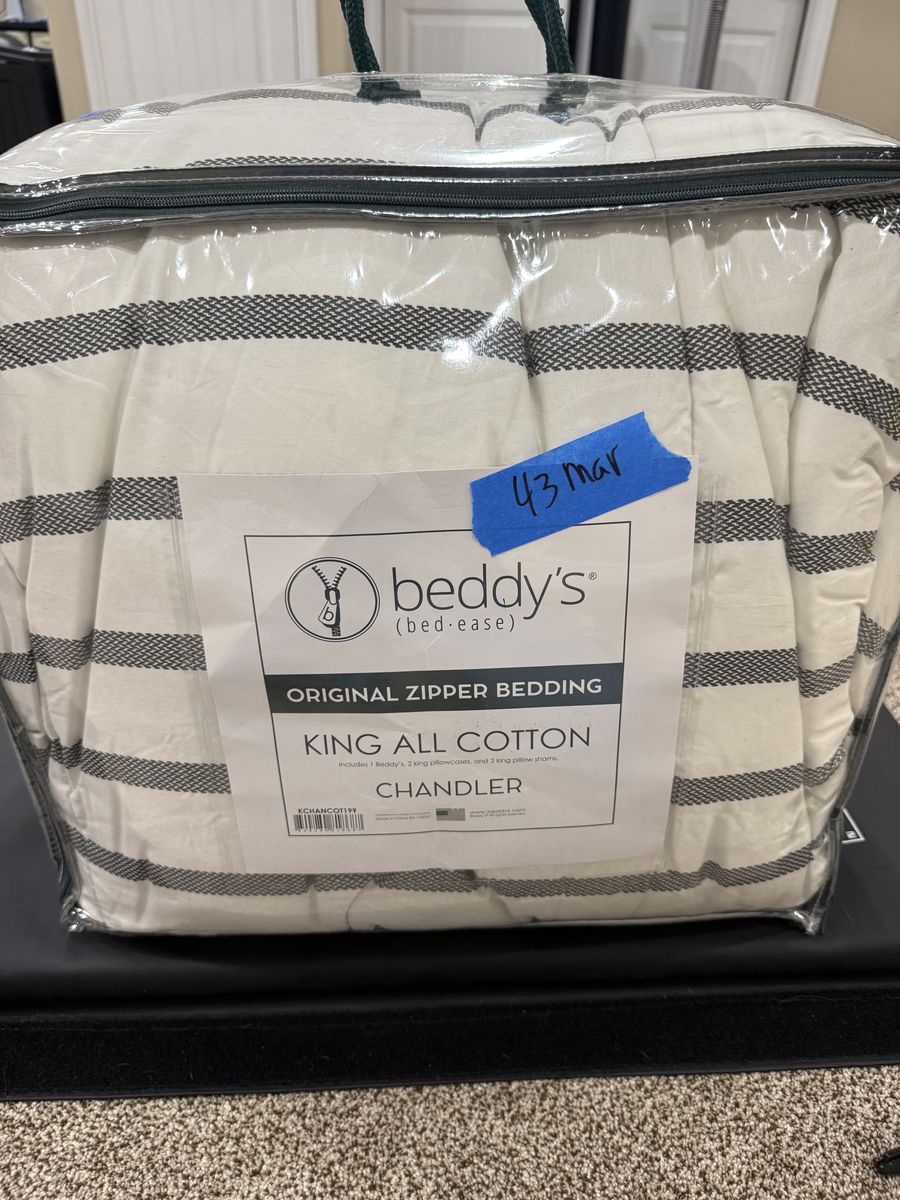 43 mar
beddy's®
(bed·ease)
ORIGINAL ZIPPER BEDDING
KING ALL COTTON
Includes 1 Beddy's, 2 king pillowcases, and 2 king pillow shams.
CHANDLER
KCHANCOT199
www.beddys.com